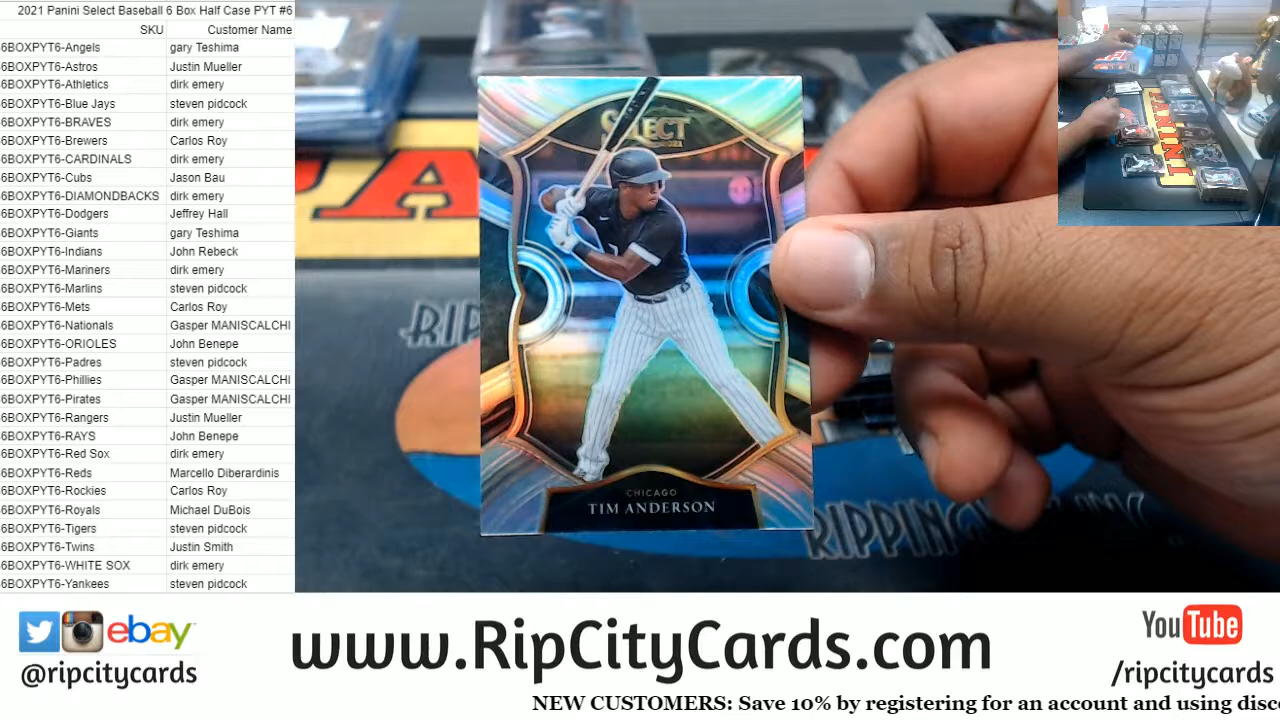 2021 Panini Select Baseball 6 Box Half Case PYT #6
SKU Customer Name
6BOXPYT6-Angels gary Teshima
6BOXPYT6-Astros Justin Mueller
6BOXPYT6-Athletics dirk emery
6BOXPYT6-Blue Jays steven pidcock
6BOXPYT6-BRAVES dirk emery
6BOXPYT6-Brewers Carlos Roy
6BOXPYT6-CARDINALS dirk emery
6BOXPYT6-Cubs Jason Bau
6BOXPYT6-DIAMONDBACKS dirk emery
6BOXPYT6-Dodgers Jeffrey Hall
6BOXPYT6-Giants gary Teshima
6BOXPYT6-Indians John Rebeck
6BOXPYT6-Mariners dirk emery
6BOXPYT6-Marlins steven pidcock
6BOXPYT6-Mets Carlos Roy
6BOXPYT6-Nationals Gasper MANISCALCHI
6BOXPYT6-ORIOLES John Benepe
6BOXPYT6-Padres steven pidcock
6BOXPYT6-Phillies Gasper MANISCALCHI
6BOXPYT6-Pirates Gasper MANISCALCHI
6BOXPYT6-Rangers Justin Mueller
6BOXPYT6-RAYS John Benepe
6BOXPYT6-Red Sox dirk emery
6BOXPYT6-Reds Marcello Diberardinis
6BOXPYT6-Rockies Carlos Roy
6BOXPYT6-Royals Michael DuBois
6BOXPYT6-Tigers steven pidcock
6BOXPYT6-Twins Justin Smith
6BOXPYT6-WHITE SOX dirk emery
6BOXPYT6-Yankees steven pidcock
SELECT
2021
CHICAGO
TIM ANDERSON
RIP
RIPPING
PANINI
ebay
@ripcitycards
www.RipCityCards.com
YouTube
/ripcitycards
NEW CUSTOMERS: Save 10% by registering for an account and using disc